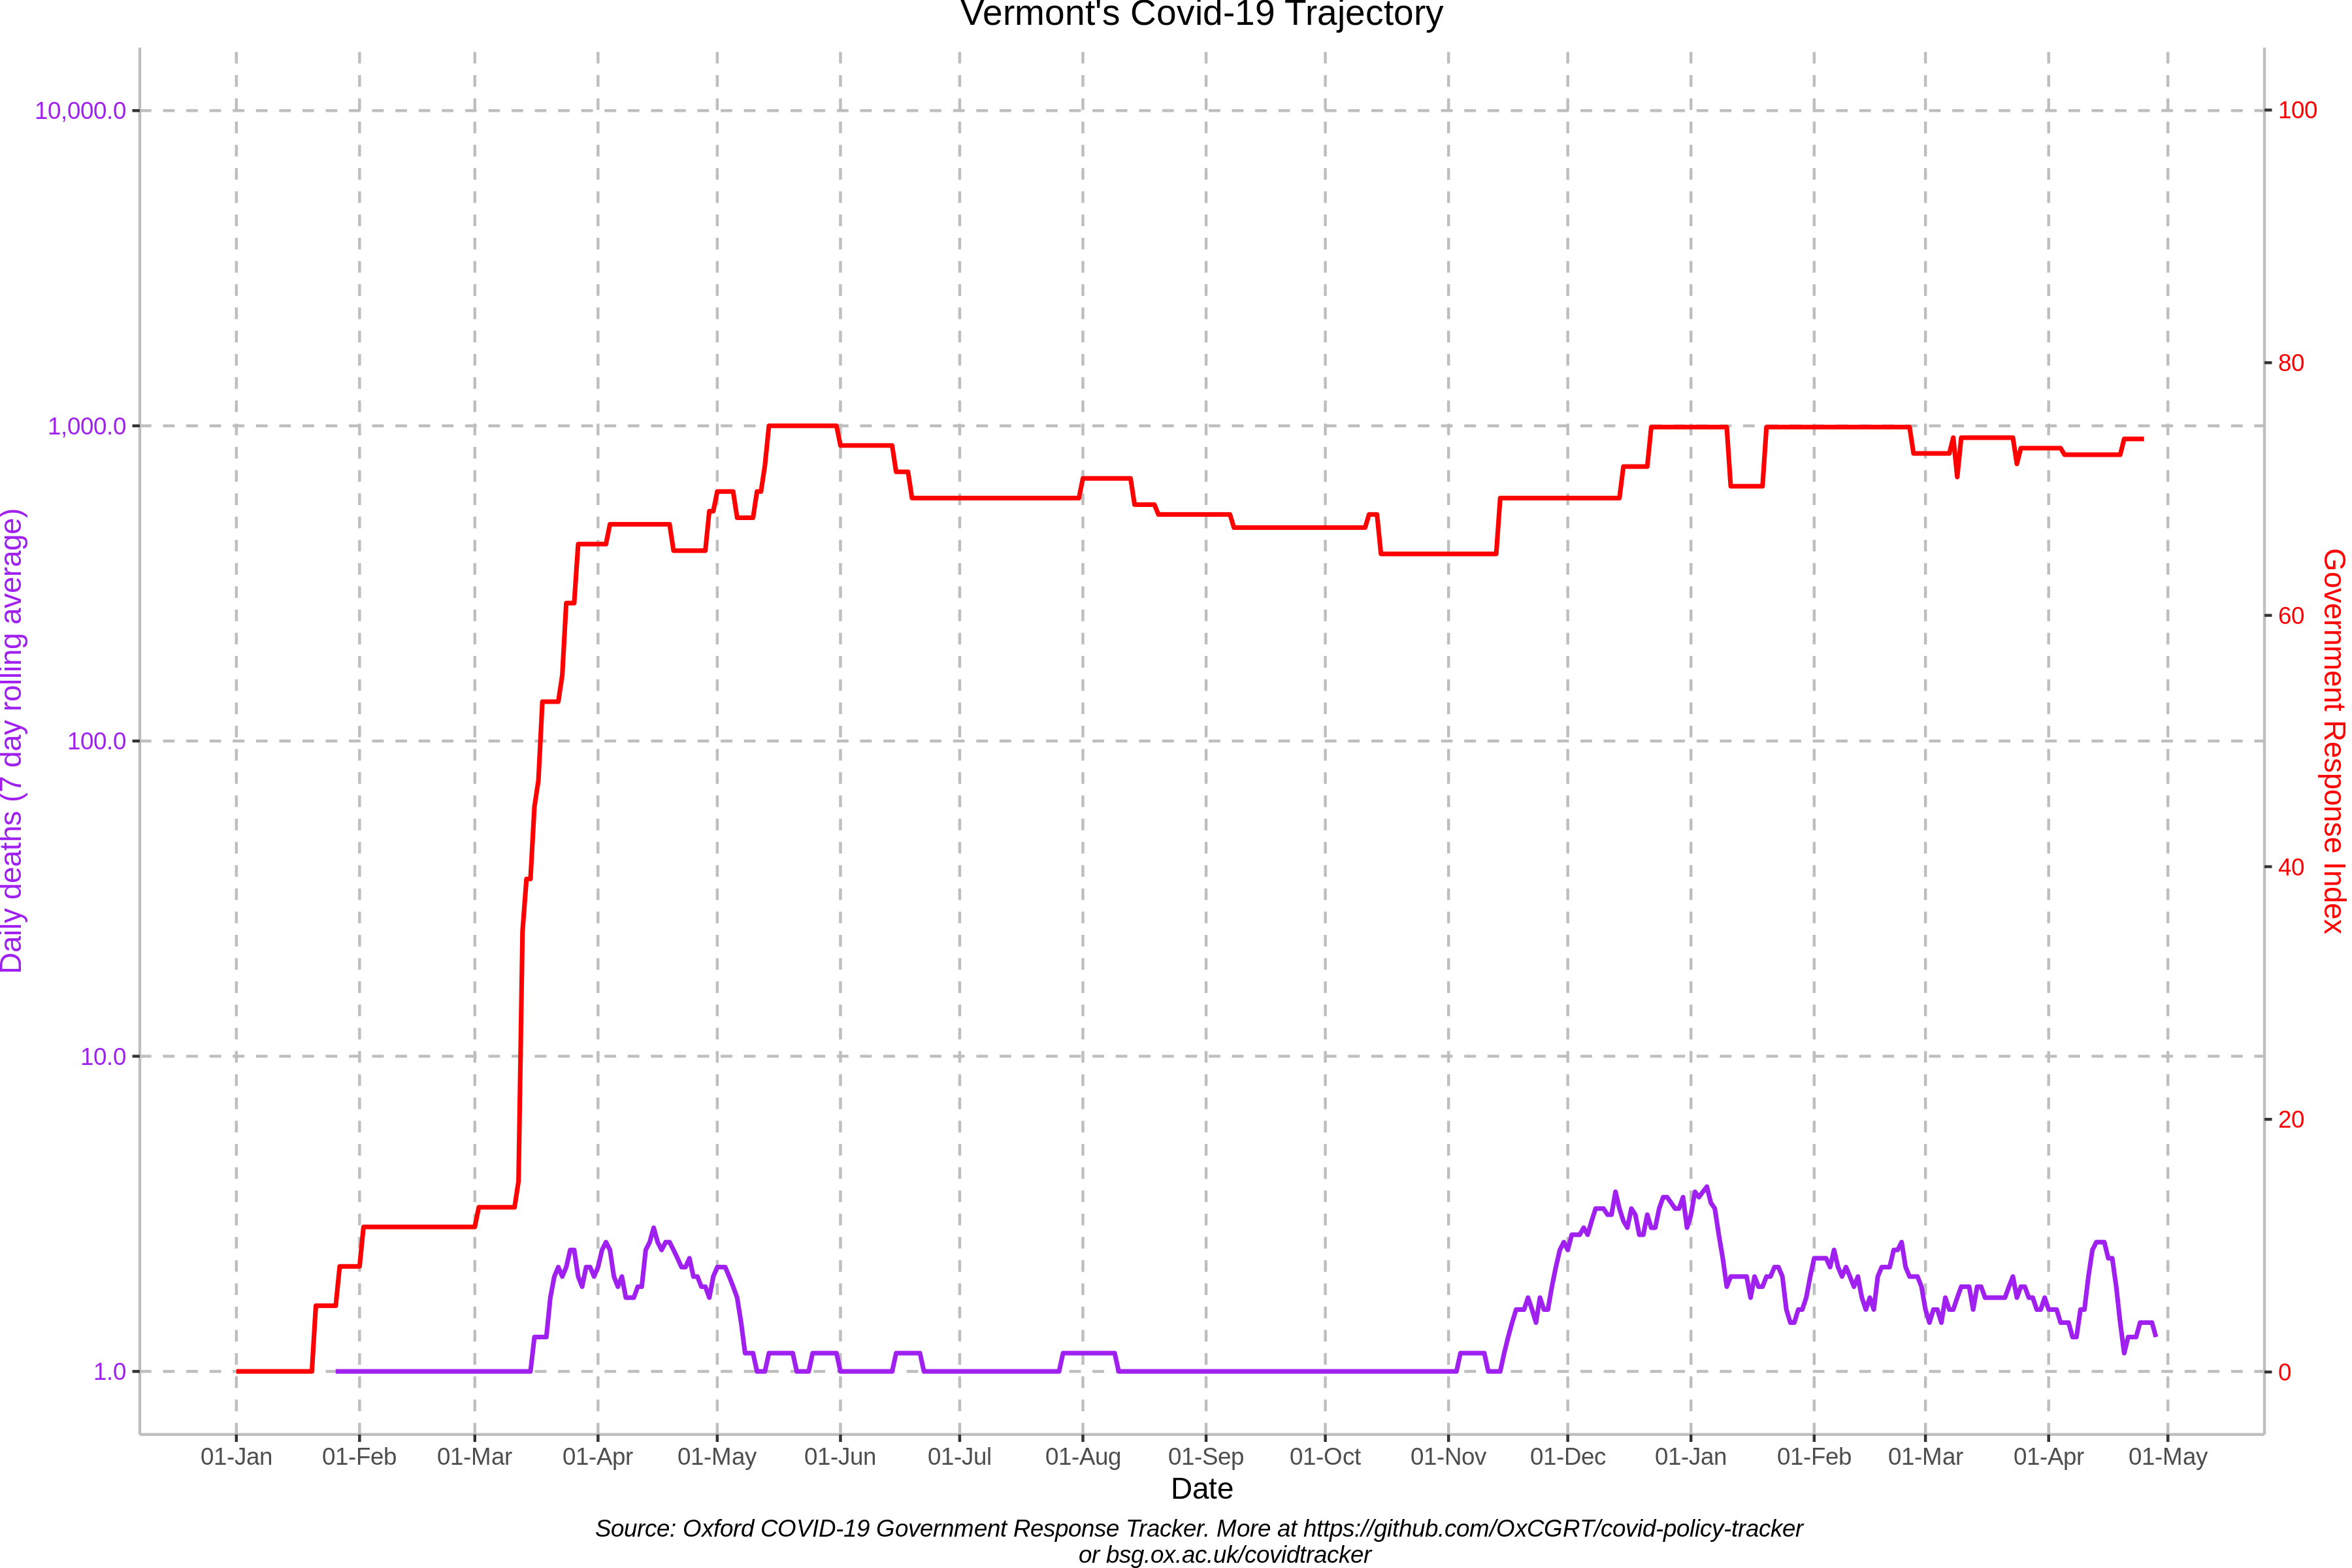 Vermont's Covid-19 Trajectory
10,000.0
1,000.0
100.0
10.0
1.0
Daily deaths (7 day rolling average)
100
80
60
40
20
0
Government Response Index
01-Jan 01-Feb 01-Mar 01-Apr 01-May 01-Jun 01-Jul 01-Aug 01-Sep 01-Oct 01-Nov 01-Dec 01-Jan 01-Feb 01-Mar 01-Apr 01-May
Date
Source: Oxford COVID-19 Government Response Tracker. More at https://github.com/OxCGRT/covid-policy-tracker
or bsg.ox.ac.uk/covidtracker